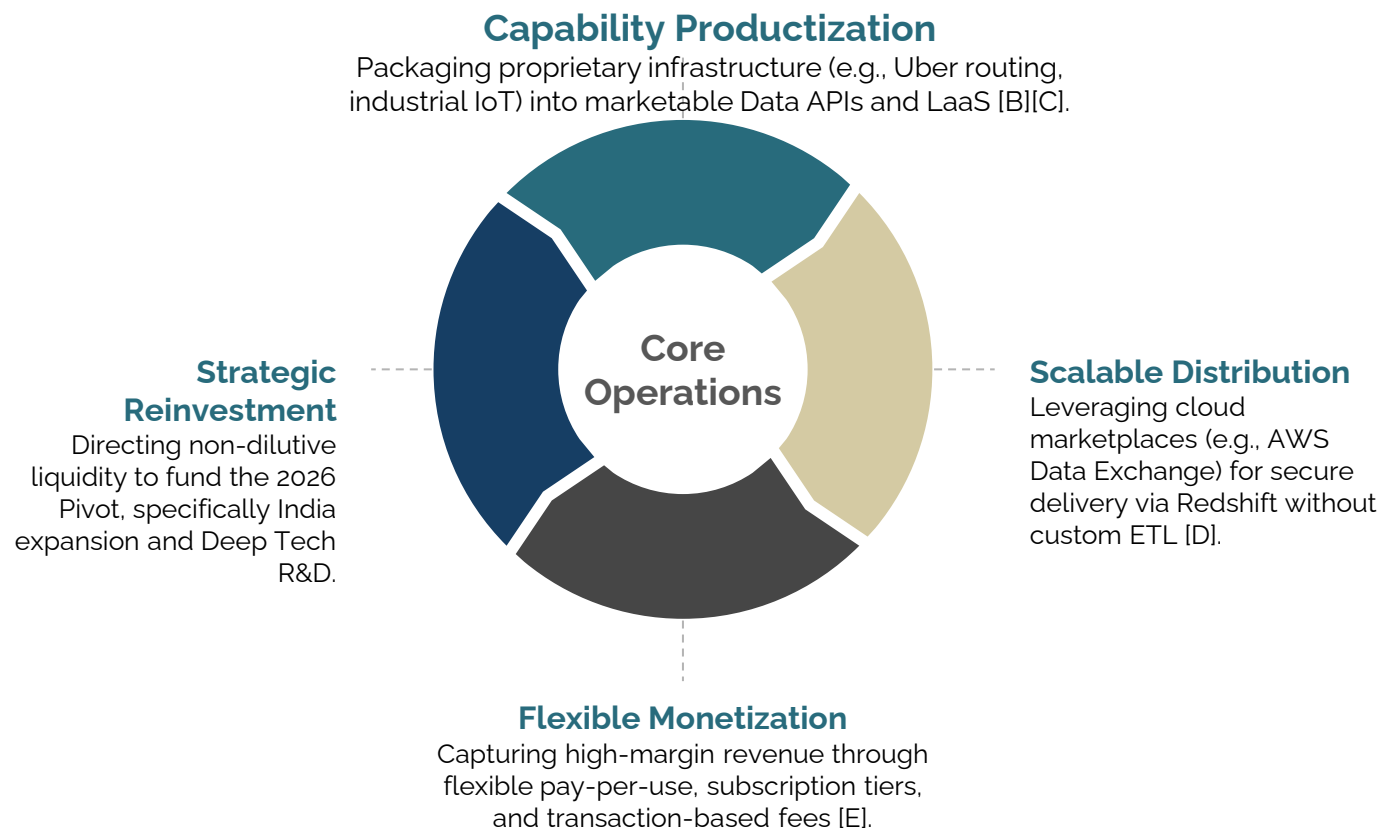 Capability Productization
Packaging proprietary infrastructure (e.g., Uber routing,
industrial IoT) into marketable Data APIs and LaaS [B][C].
Core
Operations
Strategic
Reinvestment
Directing non-dilutive
liquidity to fund the 2026
Pivot, specifically India
expansion and Deep Tech
R&D.
Scalable Distribution
Leveraging cloud
marketplaces (e.g., AWS
Data Exchange) for secure
delivery via Redshift without
custom ETL [D].
Flexible Monetization
Capturing high-margin revenue through
flexible pay-per-use, subscription tiers,
and transaction-based fees [E].